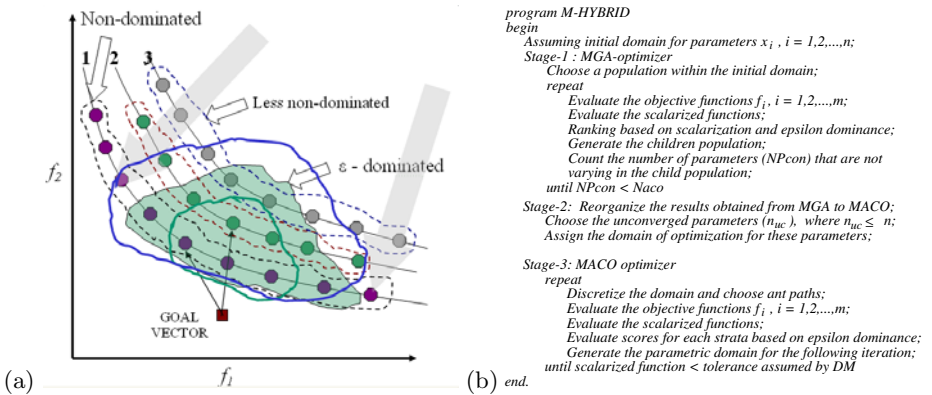 Non-dominated
1 2 3
Less non-dominated
f2
ε - dominated
GOAL
VECTOR
f1
(a)
program M-HYBRID
begin
Assuming initial domain for parameters x i , i = 1,2,...,n;
Stage-1 : MGA-optimizer
Choose a population within the initial domain;
repeat
Evaluate the objective functions f i , i = 1,2,...,m;
Evaluate the scalarized functions;
Ranking based on scalarization and epsilon dominance;
Generate the children population;
Count the number of parameters (NPcon) that are not
varying in the child population;
until NPcon < Naco
Stage-2: Reorganize the results obtained from MGA to MACO;
Choose the unconverged parameters (n uc ), where n uc ≤ n;
Assign the domain of optimization for these parameters;
Stage-3: MACO optimizer
repeat
Discretize the domain and choose ant paths;
Evaluate the objective functions f i , i = 1,2,...,m;
Evaluate the scalarized functions;
Evaluate scores for each strata based on epsilon dominance;
Generate the parametric domain for the following iteration;
until scalarized function < tolerance assumed by DM
(b) end.